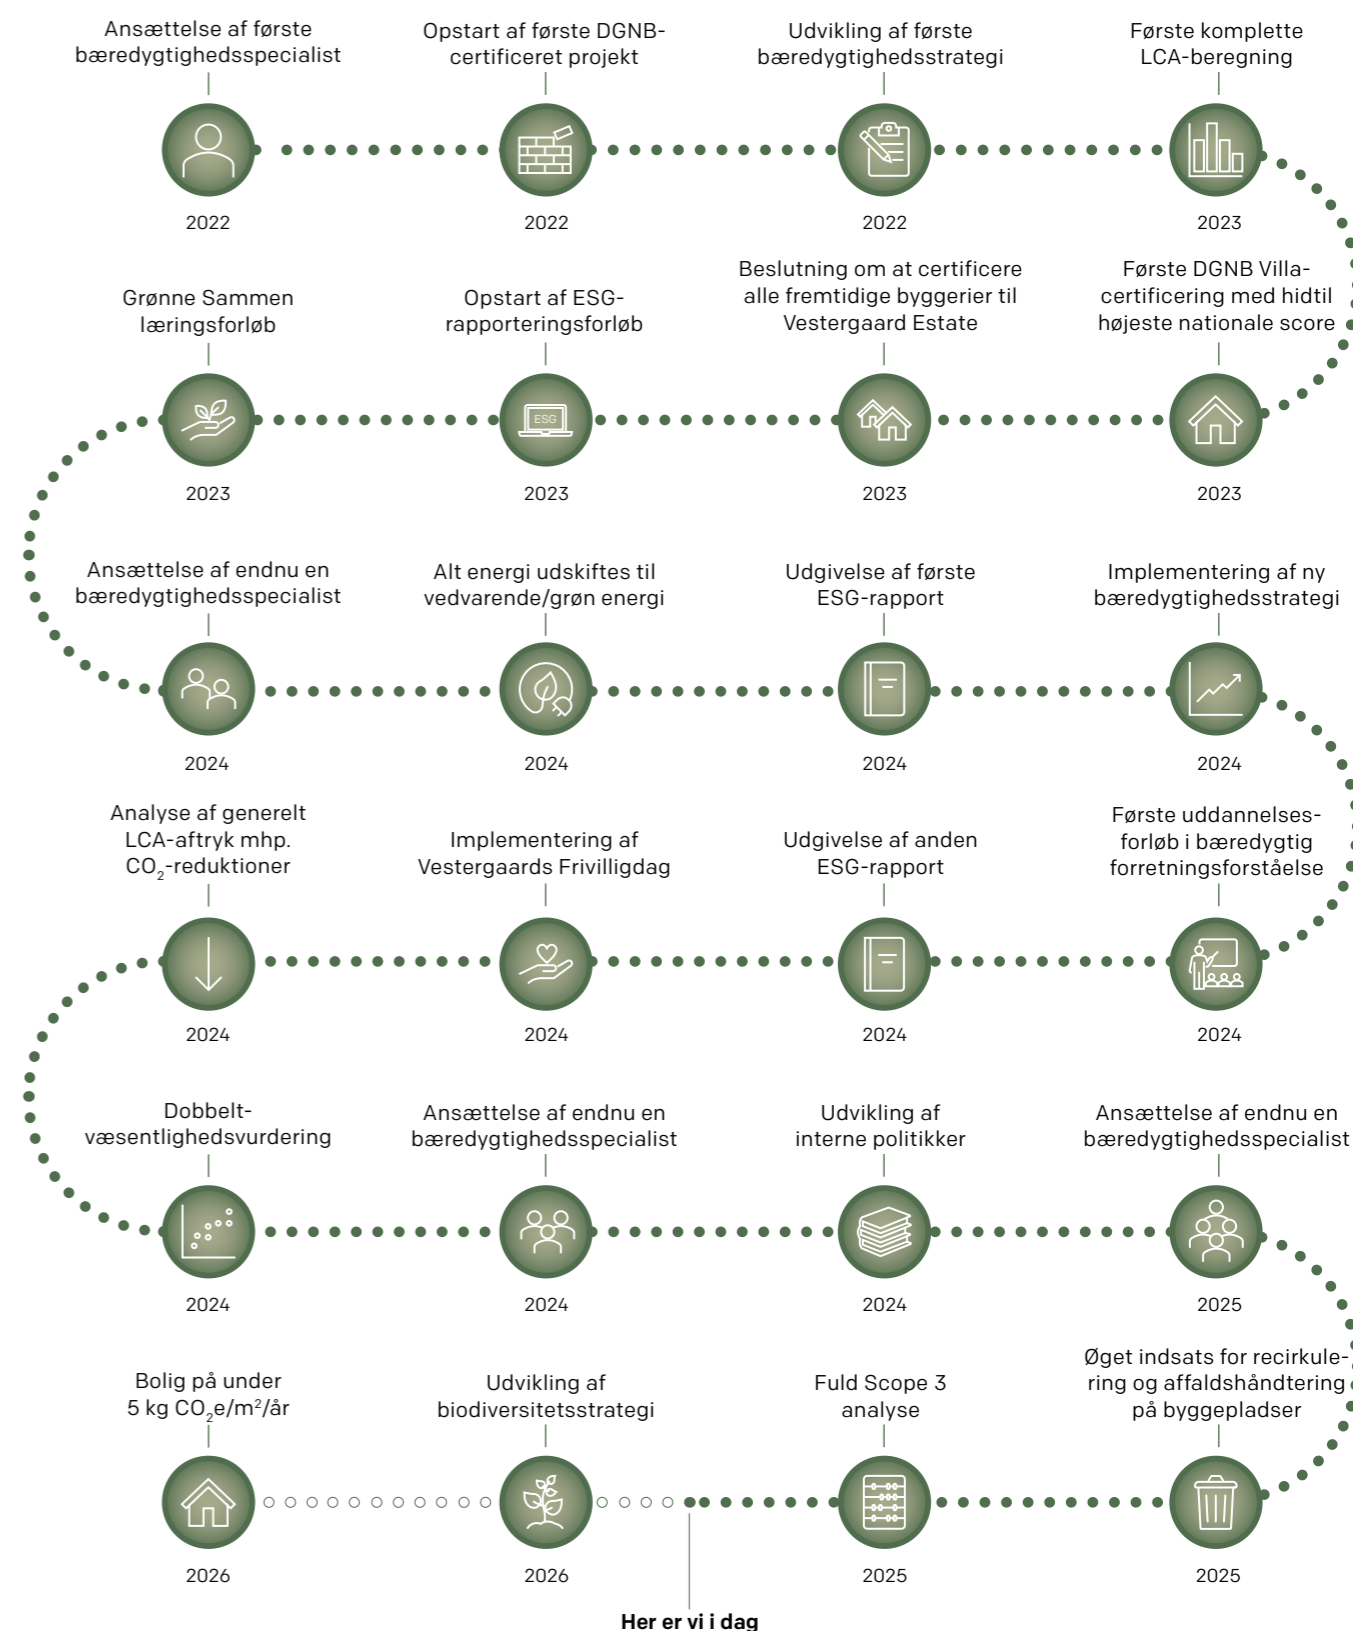 Ansættelse af første
bæredygtighedsspecialist
2022
Opstart af første DGNB-
certificeret projekt
2022
Udvikling af første
bæredygtighedsstrategi
2022
Første komplette
LCA-beregning
2023
Grønne Sammen
læringsforløb
2023
Opstart af ESG-
rapporteringsforløb
ESG
2023
Beslutning om at certificere
alle fremtidige byggerier til
Vestergaard Estate
2023
Første DGNB Villa-
certificering med hidtil
højeste nationale score
2023
Ansættelse af endnu en
bæredygtighedsspecialist
2024
Alt energi udskiftes til
vedvarende/grøn energi
2024
Udgivelse af første
ESG-rapport
2024
Implementering af ny
bæredygtighedsstrategi
2024
Analyse af generelt
LCA-aftryk mhp.
CO₂-reduktioner
2024
Implementering af
Vestergaards Frivilligdag
2024
Udgivelse af anden
ESG-rapport
2024
Første uddannelses-
forløb i bæredygtig
forretningsforståelse
2024
Dobbelt-
væsentlighedsvurdering
2024
Ansættelse af endnu en
bæredygtighedsspecialist
2024
Udvikling af
interne politikker
2024
Ansættelse af endnu en
bæredygtighedsspecialist
2025
Bolig på under
5 kg CO₂e/m²/år
2026
Udvikling af
biodiversitetsstrategi
2026
Fuld Scope 3
analyse
2025
Øget indsats for recirkule-
ring og affaldshåndtering
på byggepladser
2025
Her er vi i dag